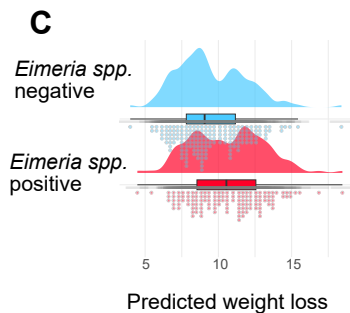 C
Eimeria spp.
negative
Eimeria spp.
positive
5 10 15
Predicted weight loss